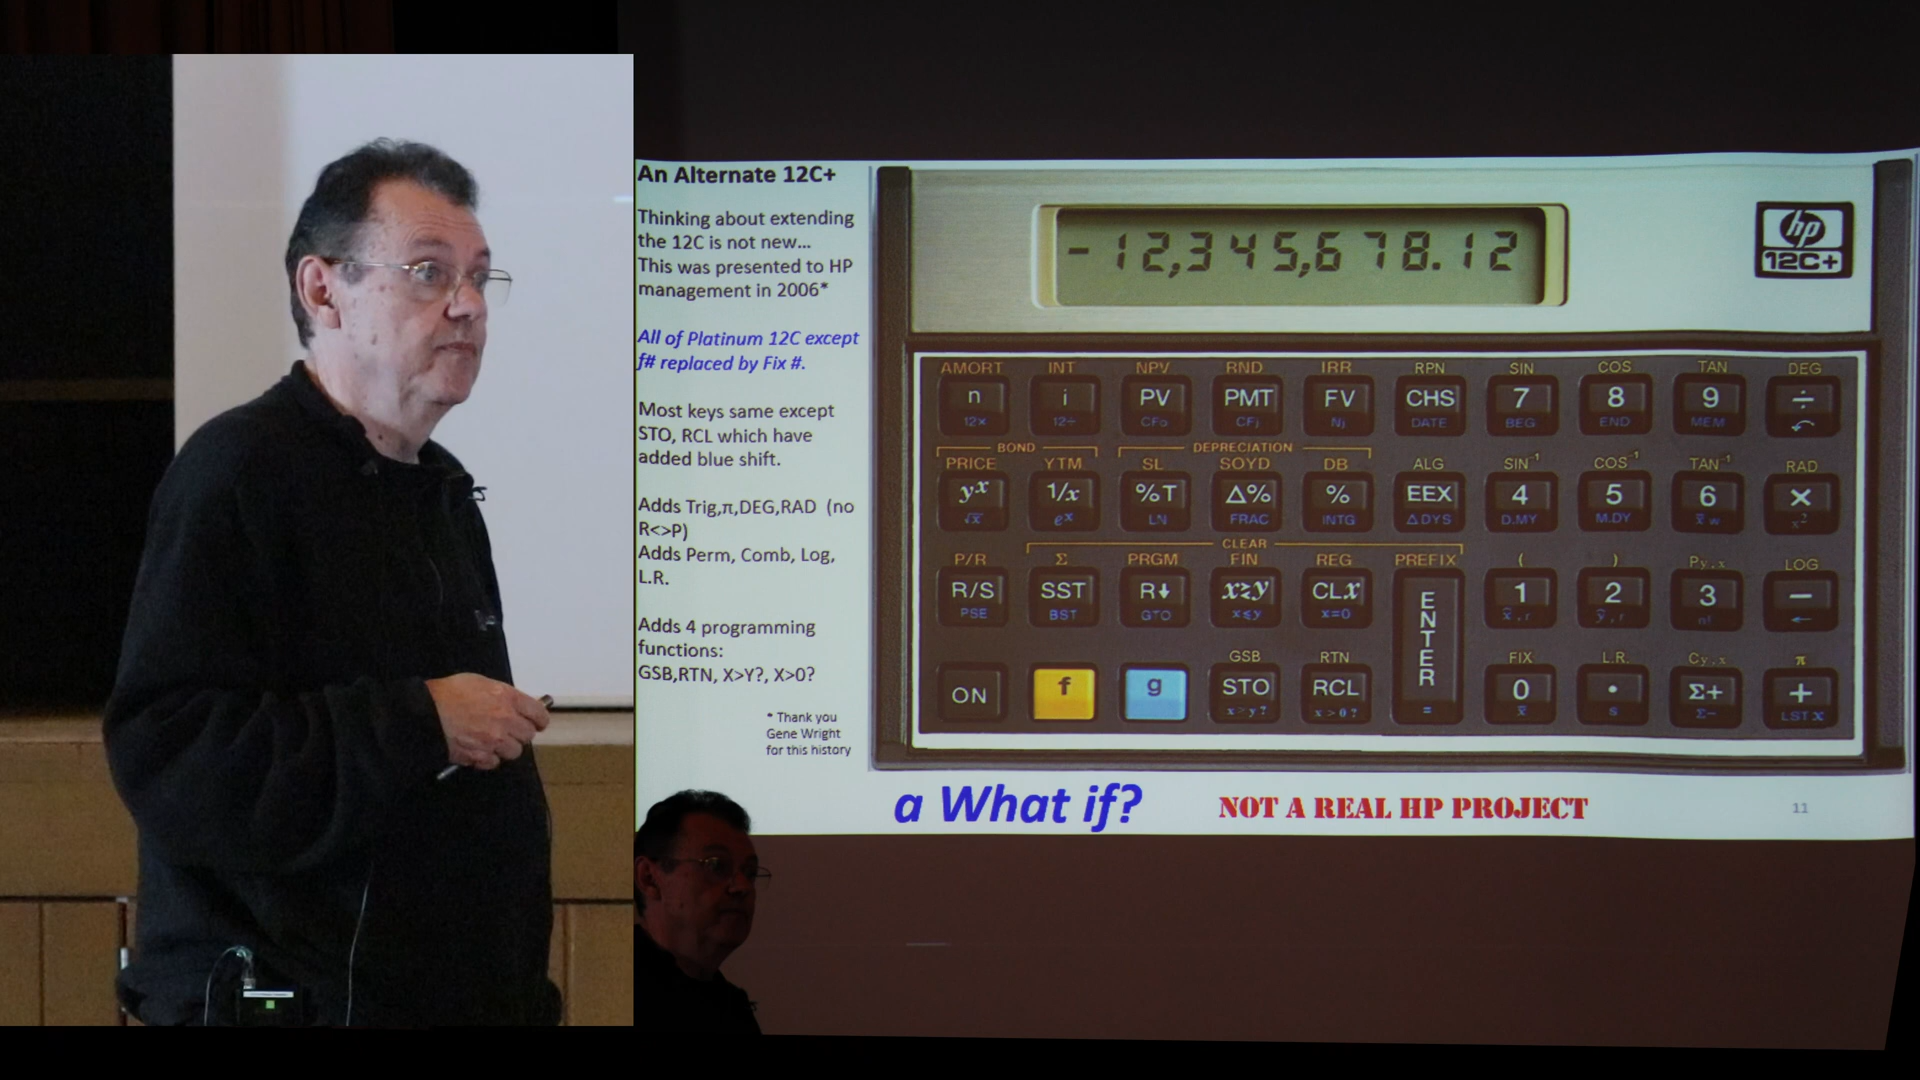 An Alternate 12C+
Thinking about extending
the 12C is not new...
This was presented to HP
management in 2006*
All of Platinum 12C except
f# replaced by Fix #.
Most keys same except
STO, RCL which have
added blue shift.
Adds Trig,π,DEG,RAD (no
R<>P)
Adds Perm, Comb, Log,
L.R.
Adds 4 programming
functions:
GSB,RTN, X>Y?, X>0?
* Thank you
Gene Wright
for this history
-12,345,678.12
hp
12C+
AMORT INT NPV RND IRR RPN SIN COS TAN DEG
n i PV PMT FV CHS 7 8 9 ÷
12× 12÷ CFo CFj Nj DATE BEG END MEM
BOND DEPRECIATION
PRICE YTM SL SOYD DB ALG SIN⁻¹ COS⁻¹ TAN⁻¹ RAD
yˣ 1/x %T Δ% % EEX 4 5 6 ×
√x eˣ LN FRAC INTG ΔDYS D.MY M.DY x̄w x²
CLEAR
P/R Σ PRGM FIN REG PREFIX ( ) Py.x LOG
R/S SST R↓ x≷y CLx ENTER 1 2 3 −
PSE BST GTO x≤y x=0 x̂,r ŷ,r n! ←
GSB RTN FIX L.R. Cy.x π
ON f g STO RCL 0 • Σ+ +
x>y? x>0? = x̄ s Σ− LST x
a What if?
NOT A REAL HP PROJECT
11